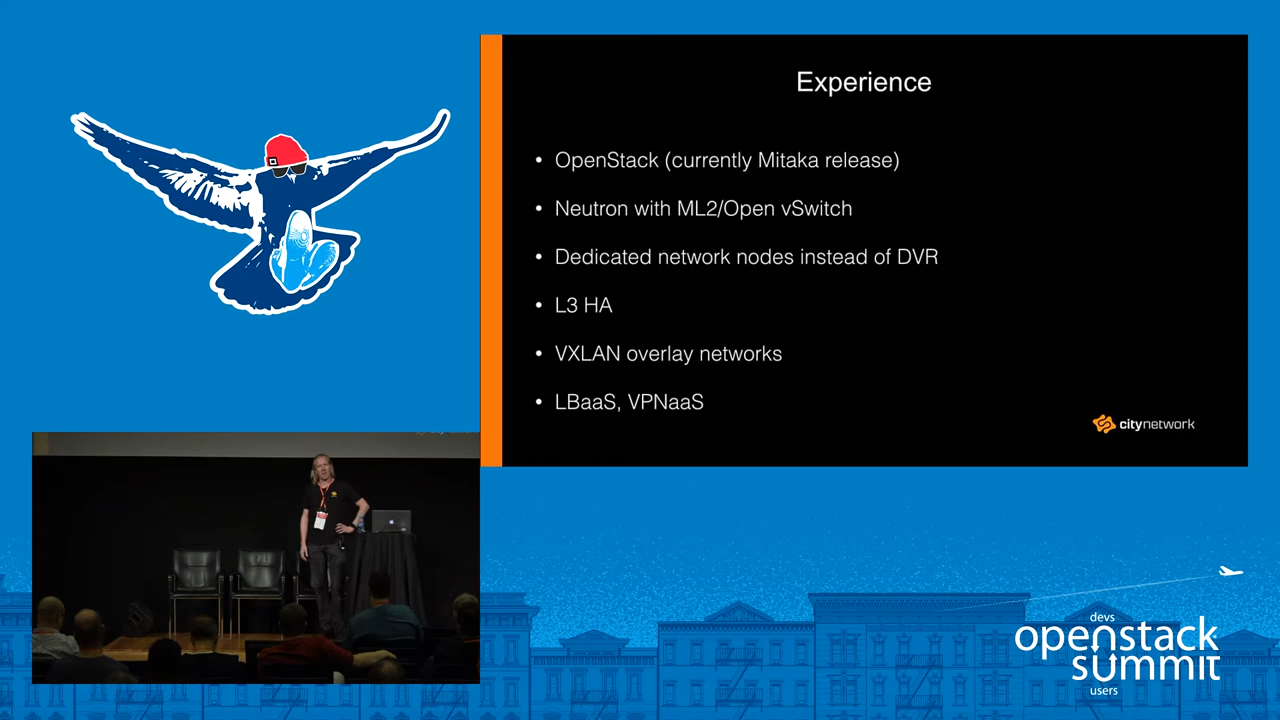 Experience
• OpenStack (currently Mitaka release)
• Neutron with ML2/Open vSwitch
• Dedicated network nodes instead of DVR
• L3 HA
• VXLAN overlay networks
• LBaaS, VPNaaS
citynetwork
devs
openstack
summit
users